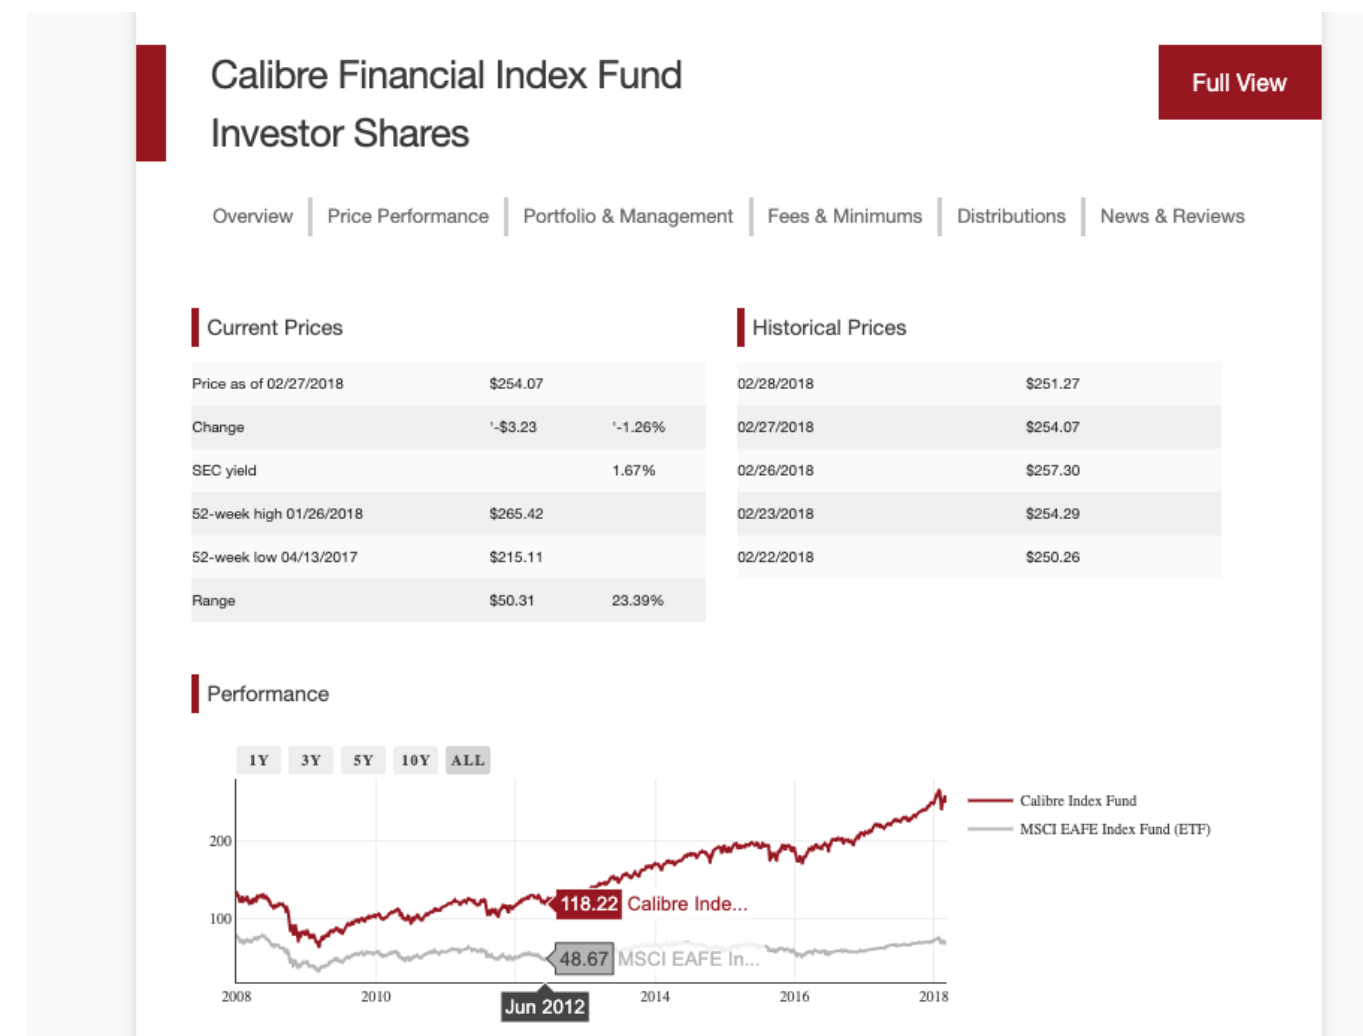 Calibre Financial Index Fund
Investor Shares
Full View
Overview Price Performance Portfolio & Management Fees & Minimums Distributions News & Reviews
Current Prices
Price as of 02/27/2018 $254.07
Change '-$3.23 '-1.26%
SEC yield 1.67%
52-week high 01/26/2018 $265.42
52-week low 04/13/2017 $215.11
Range $50.31 23.39%
Historical Prices
02/28/2018 $251.27
02/27/2018 $254.07
02/26/2018 $257.30
02/23/2018 $254.29
02/22/2018 $250.26
Performance
1Y 3Y 5Y 10Y ALL
200
100
118.22 Calibre Inde...
48.67 MSCI EAFE In...
2008 2010 Jun 2012 2014 2016 2018
Calibre Index Fund
MSCI EAFE Index Fund (ETF)